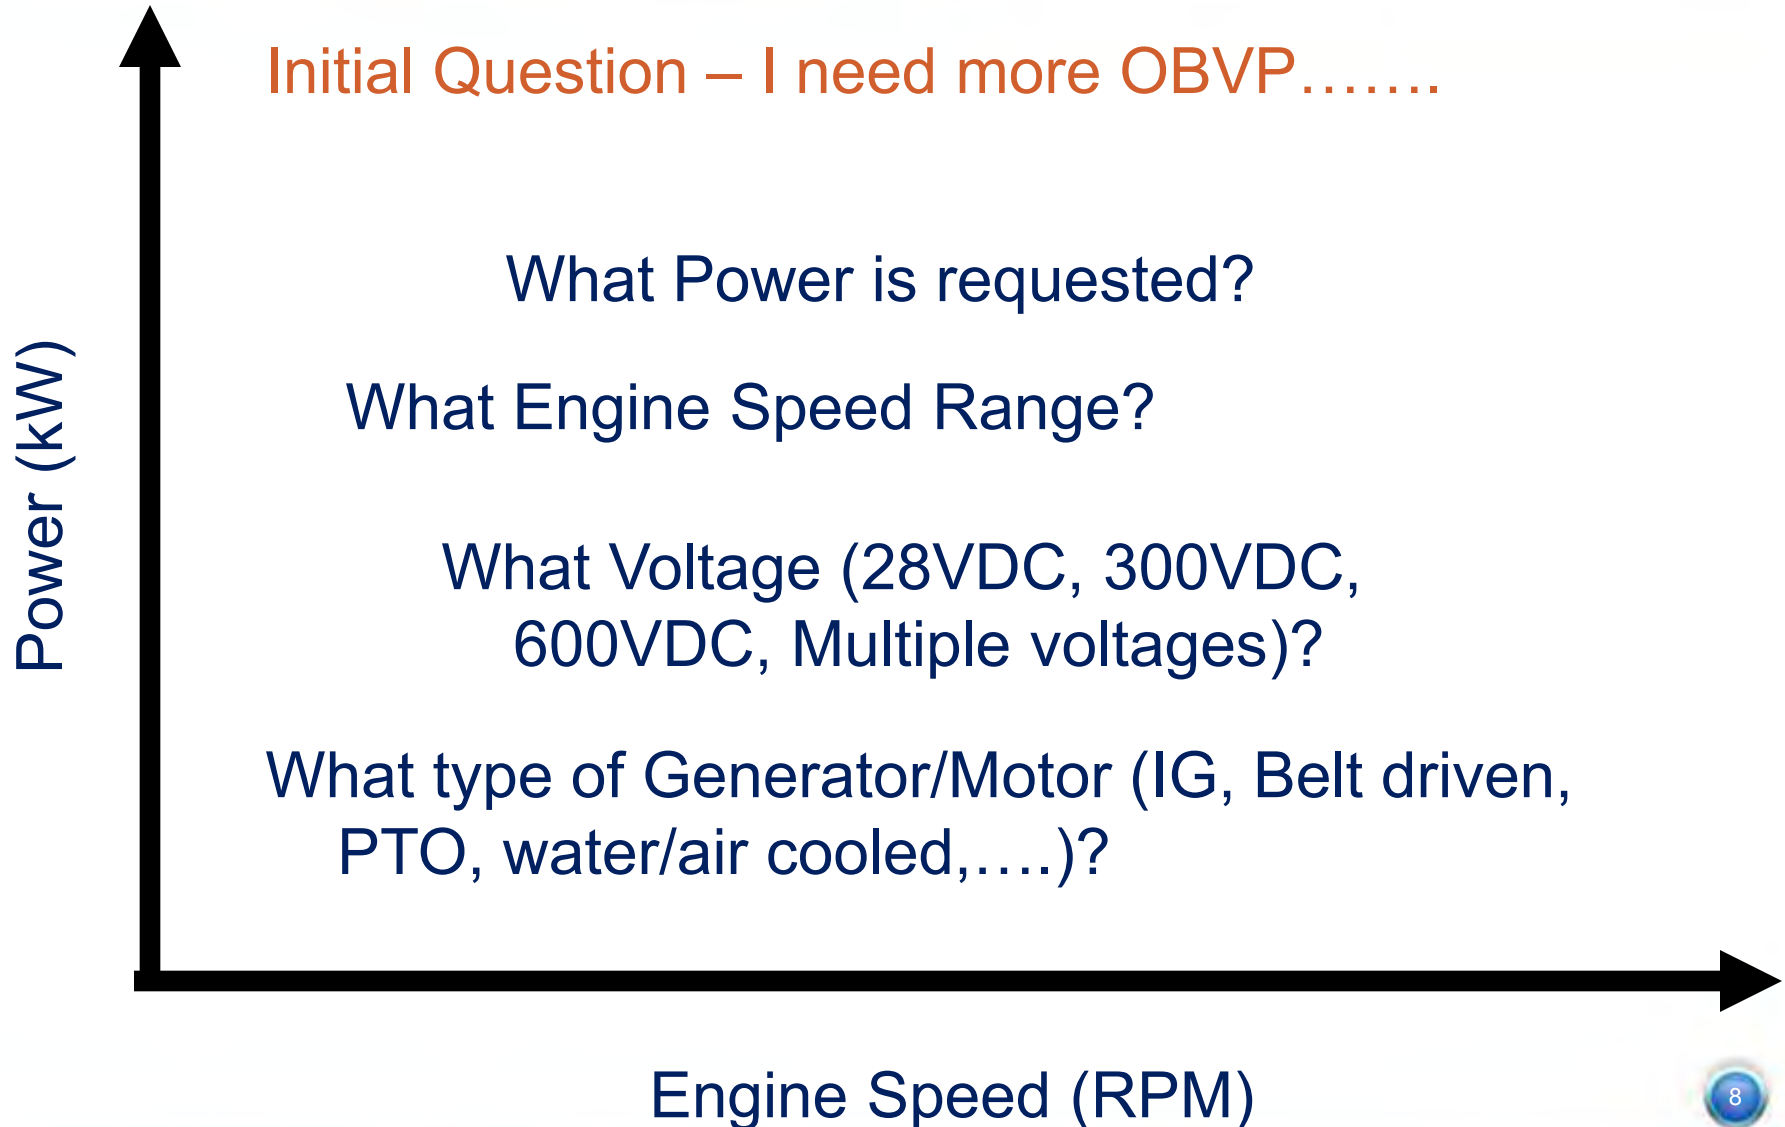 Initial Question – I need more OBVP…….
What Power is requested?
What Engine Speed Range?
What Voltage (28VDC, 300VDC,
600VDC, Multiple voltages)?
What type of Generator/Motor (IG, Belt driven,
PTO, water/air cooled,….)?
Power (kW)
Engine Speed (RPM)
8